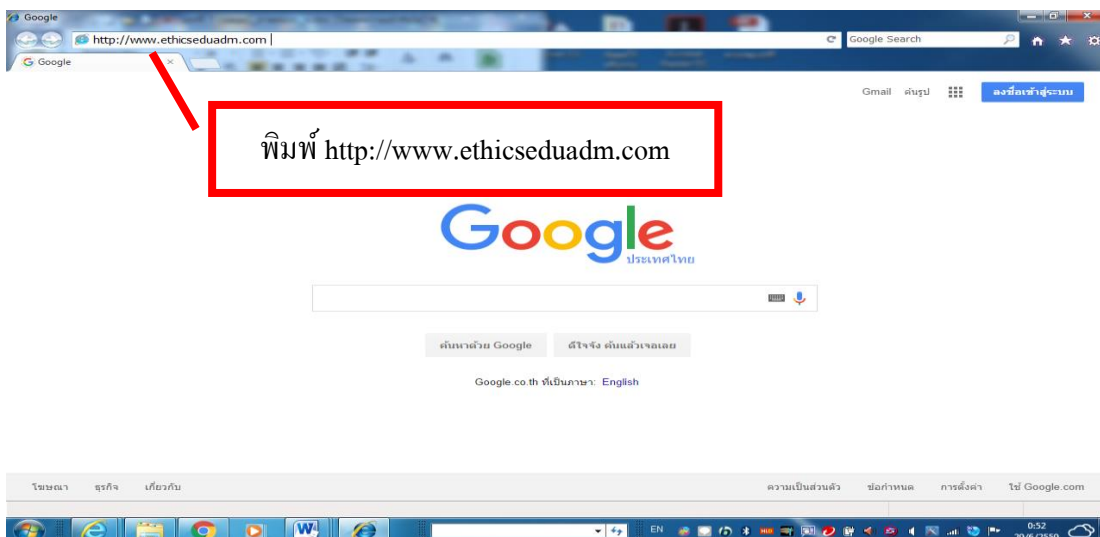 Google
http://www.ethicseduadm.com
Google Search
Google
Gmail ค้นรูป ลงชื่อเข้าสู่ระบบ
พิมพ์ http://www.ethicseduadm.com
Google
ประเทศไทย
ค้นหาด้วย Google ดีใจจัง ค้นแล้วเจอเลย
Google.co.th ที่เป็นภาษา: English
โฆษณา ธุรกิจ เกี่ยวกับ ความเป็นส่วนตัว ข้อกำหนด การตั้งค่า ใช้ Google.com
EN 0:52
29/6/2559